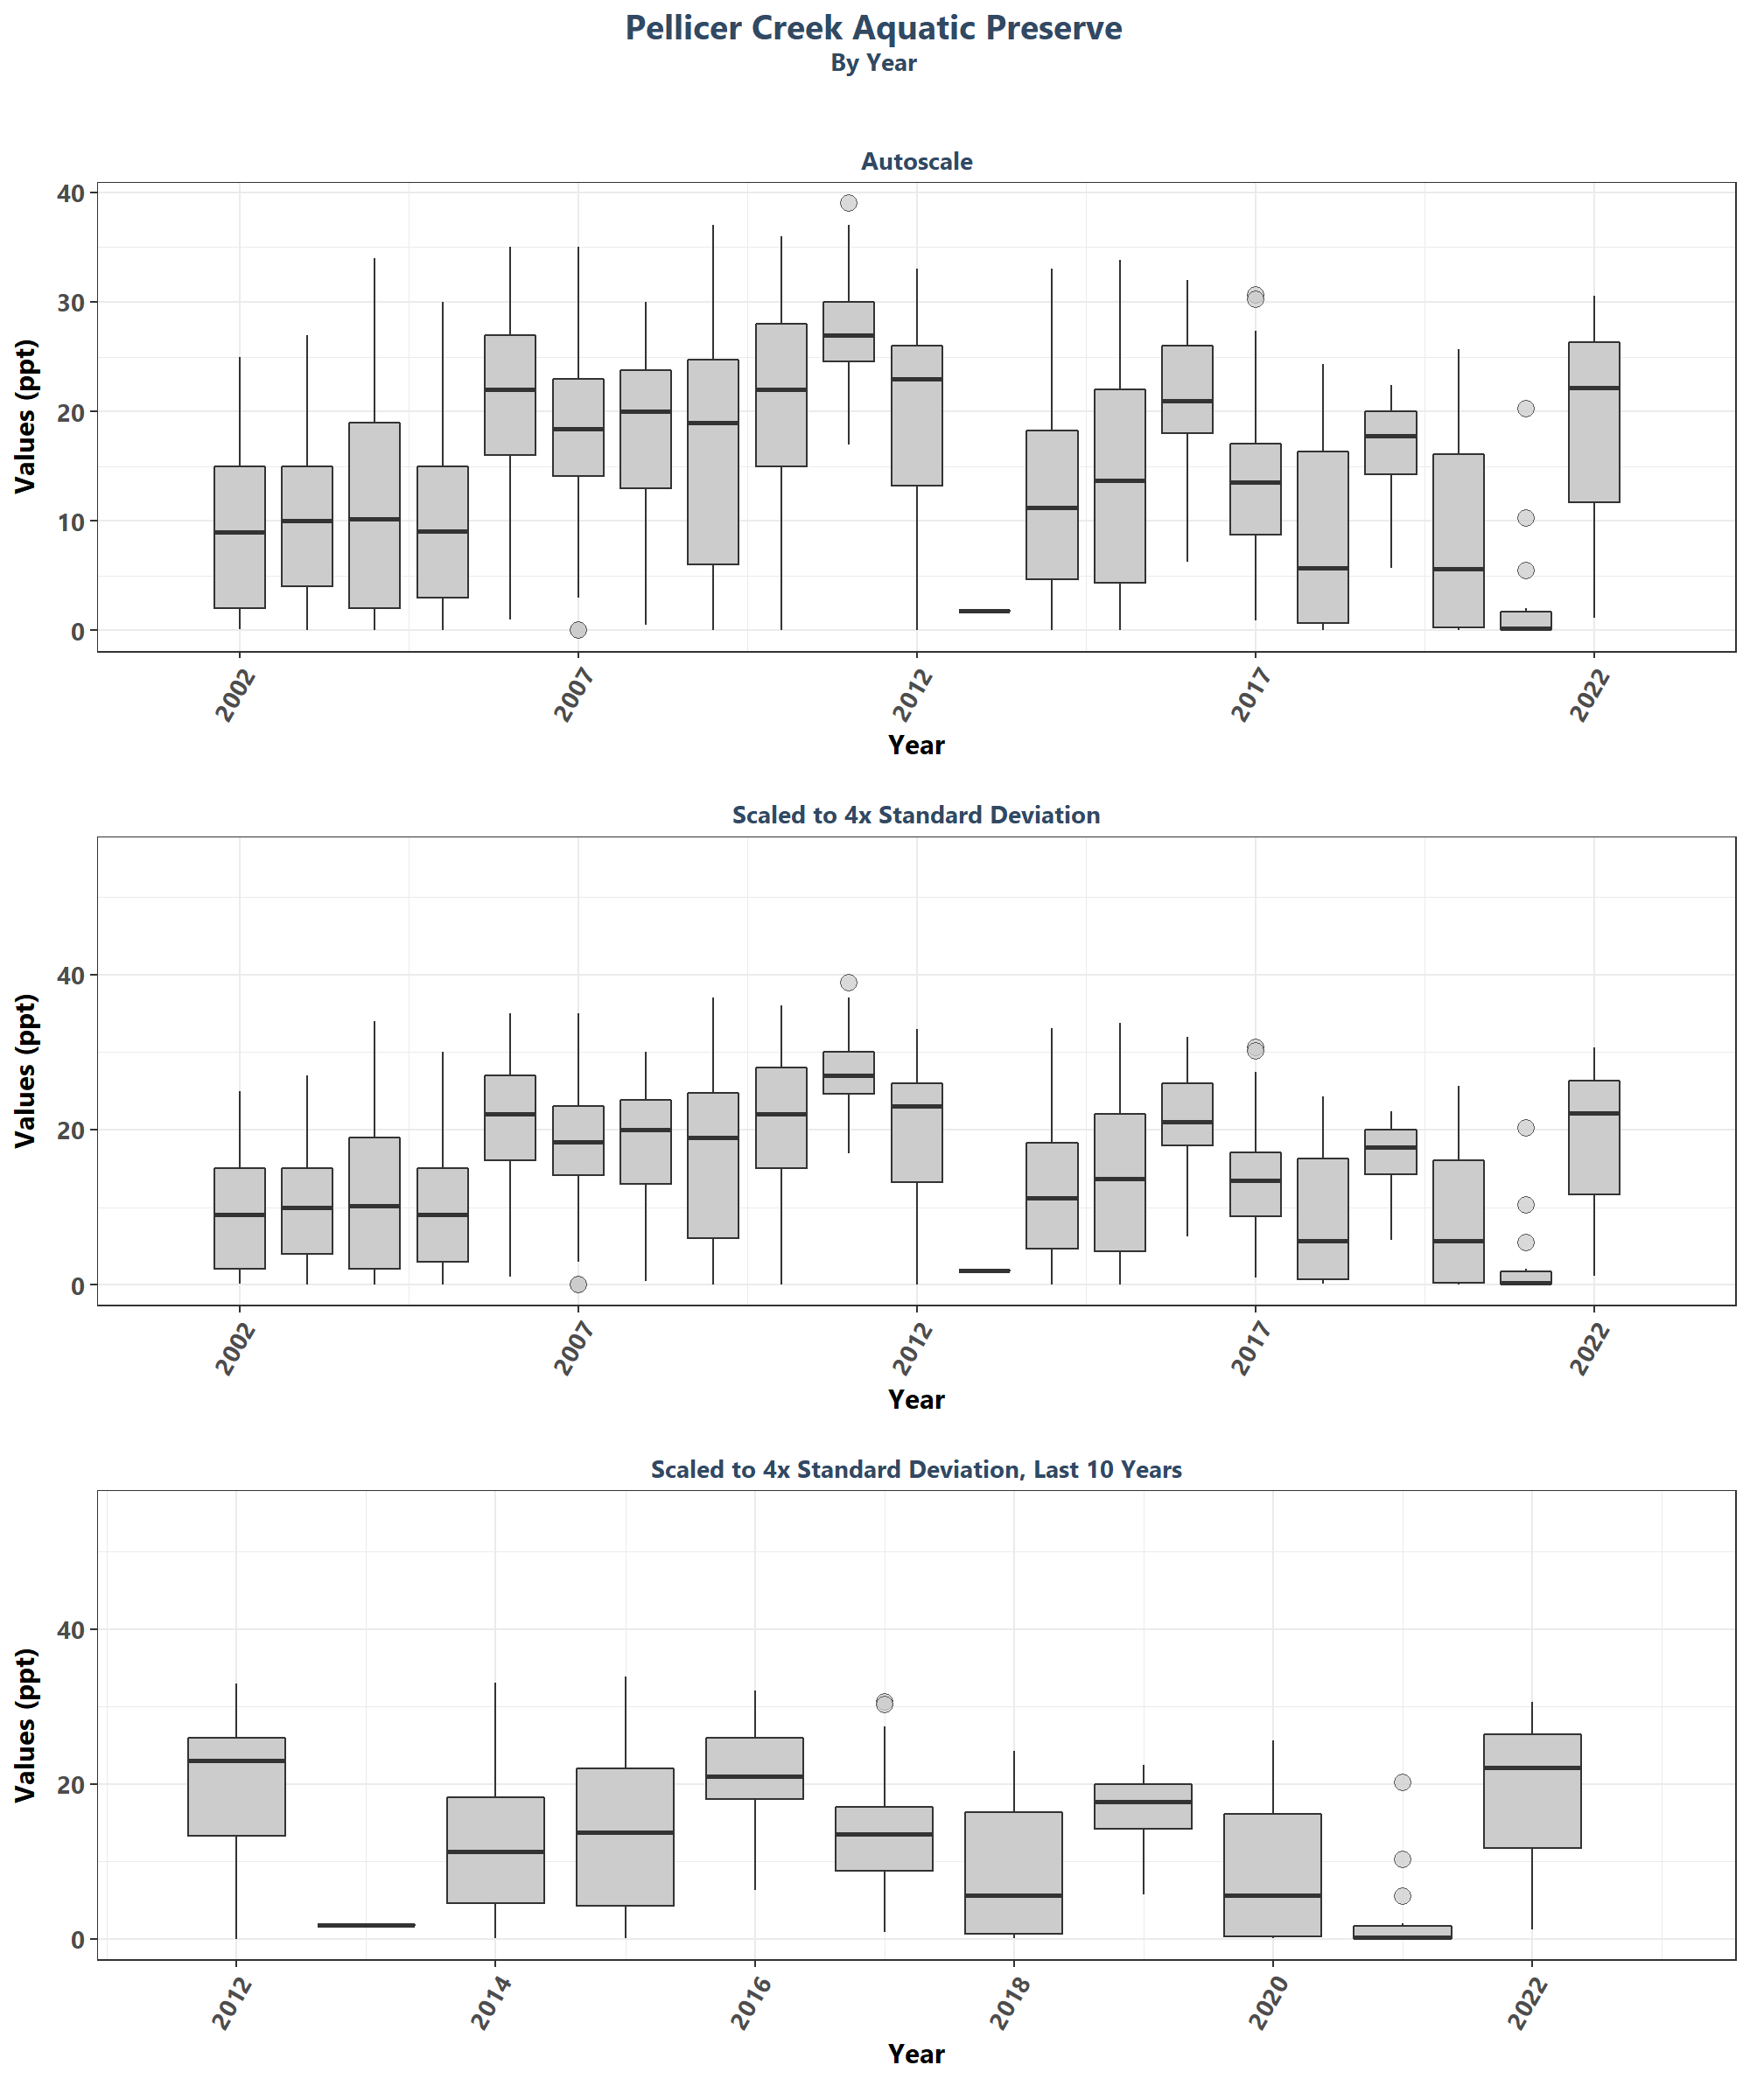 Pellicer Creek Aquatic Preserve
By Year
Autoscale
Values (ppt)
40
30
20
10
0
2002
2007
2012
2017
2022
Year
Scaled to 4x Standard Deviation
Values (ppt)
40
20
0
2002
2007
2012
2017
2022
Year
Scaled to 4x Standard Deviation, Last 10 Years
Values (ppt)
40
20
0
2012
2014
2016
2018
2020
2022
Year